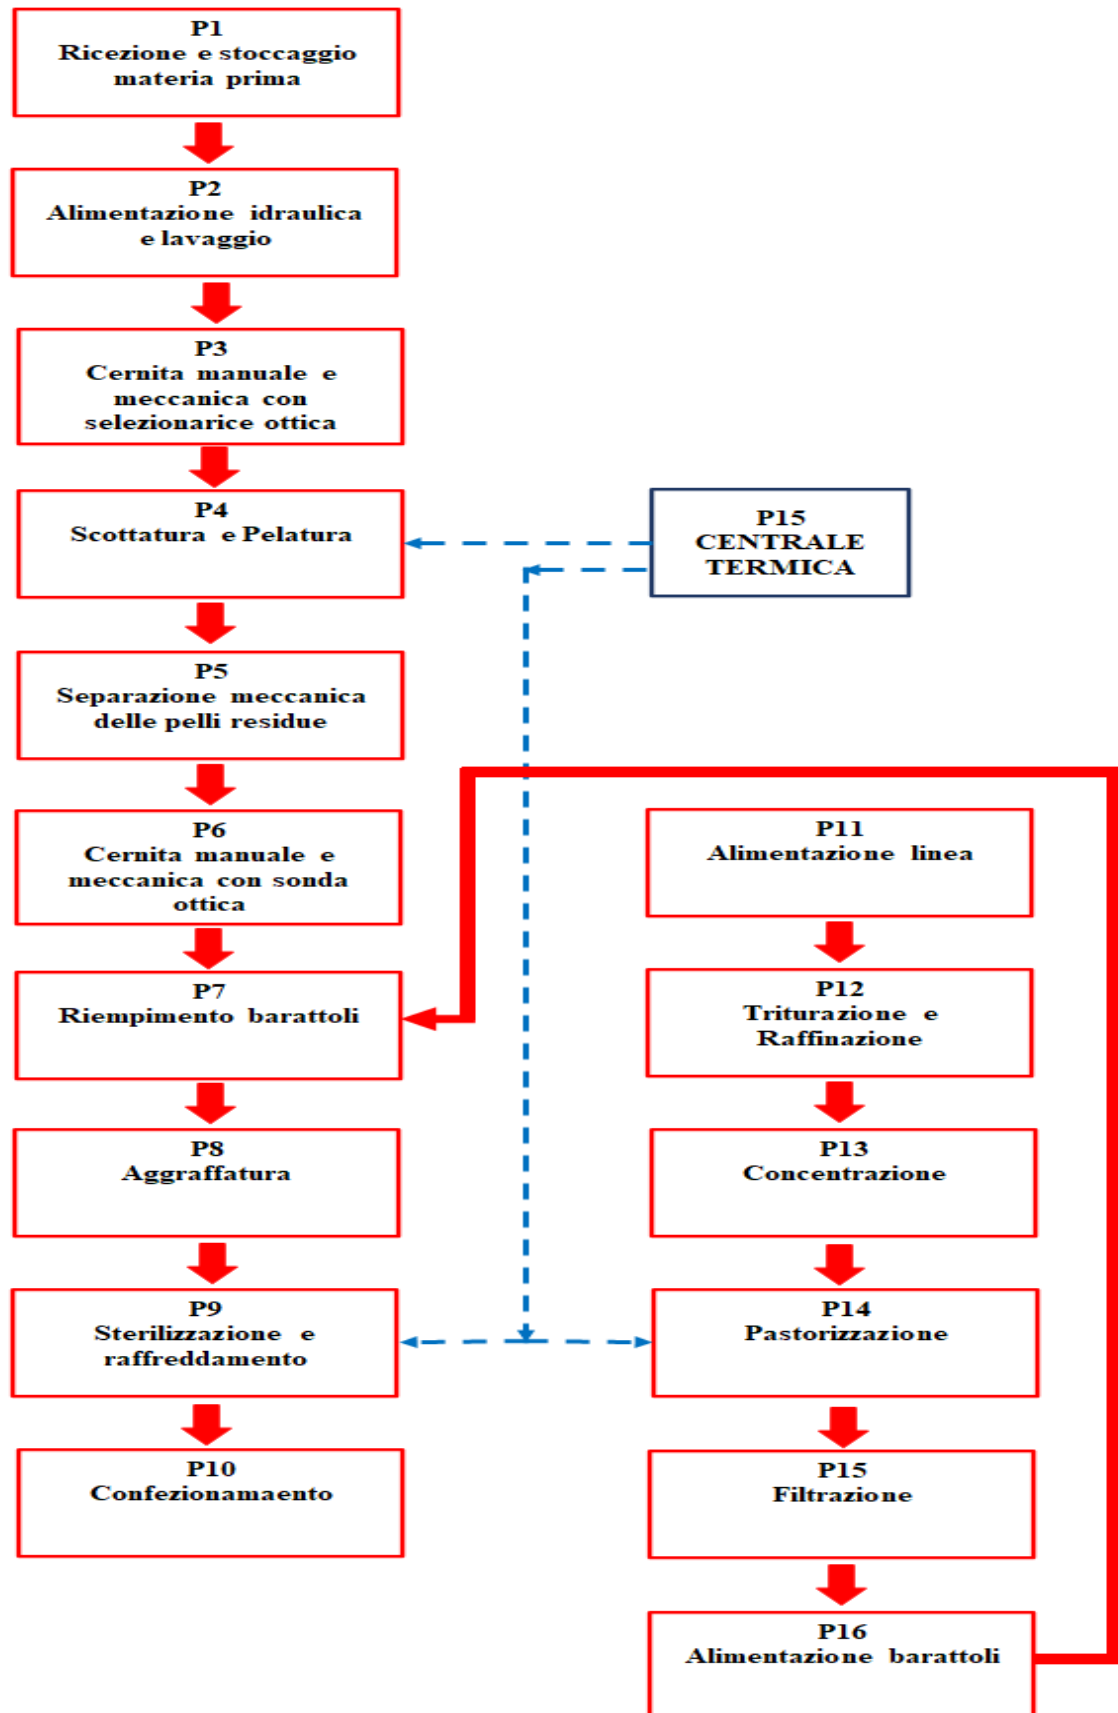 P1
Ricezione e stoccaggio
materia prima
P2
Alimentazione idraulica
e lavaggio
P3
Cernita manuale e
meccanica con
selezionarice ottica
P4
Scottatura e Pelatura
P15
CENTRALE
TERMICA
P5
Separazione meccanica
delle pelli residue
P6
Cernita manuale e
meccanica con sonda
ottica
P7
Riempimento barattoli
P8
Aggraffatura
P9
Sterilizzazione e
raffreddamento
P10
Confezionamaento
P11
Alimentazione linea
P12
Triturazione e
Raffinazione
P13
Concentrazione
P14
Pastorizzazione
P15
Filtrazione
P16
Alimentazione barattoli